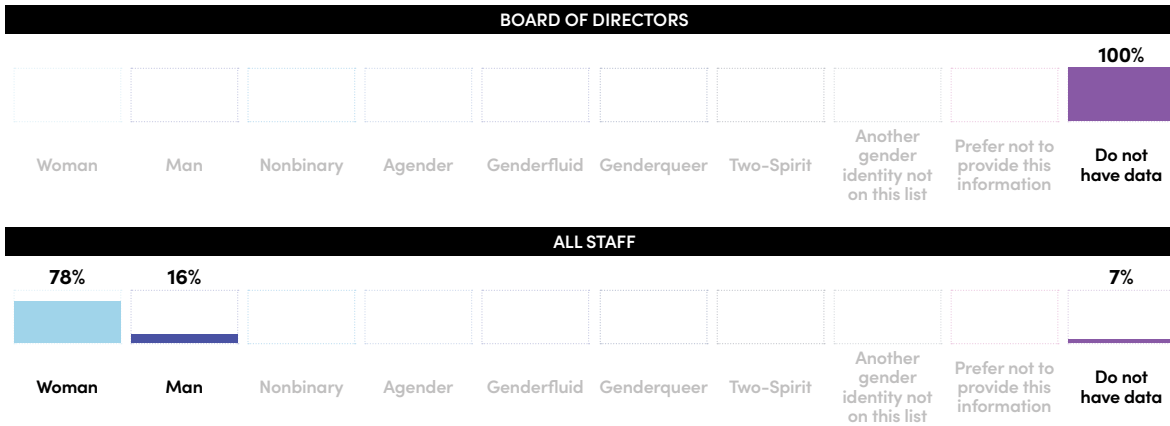 BOARD OF DIRECTORS
100%
Woman
Man
Nonbinary
Agender
Genderfluid
Genderqueer
Two-Spirit
Another
gender
identity not
on this list
Prefer not to
provide this
information
Do not
have data
ALL STAFF
78%
16%
7%
Woman
Man
Nonbinary
Agender
Genderfluid
Genderqueer
Two-Spirit
Another
gender
identity not
on this list
Prefer not to
provide this
information
Do not
have data